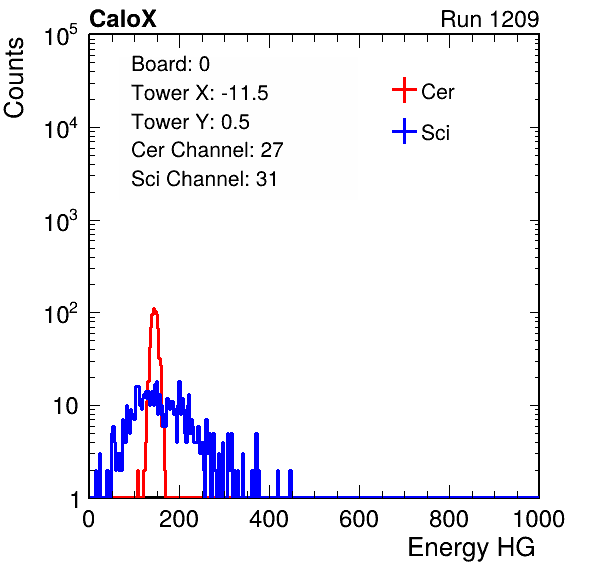 CaloX Run 1209
Counts
10^5
10^4
10^3
10^2
10
1
Board: 0
Tower X: -11.5
Tower Y: 0.5
Cer Channel: 27
Sci Channel: 31
Cer
Sci
0 200 400 600 800 1000
Energy HG